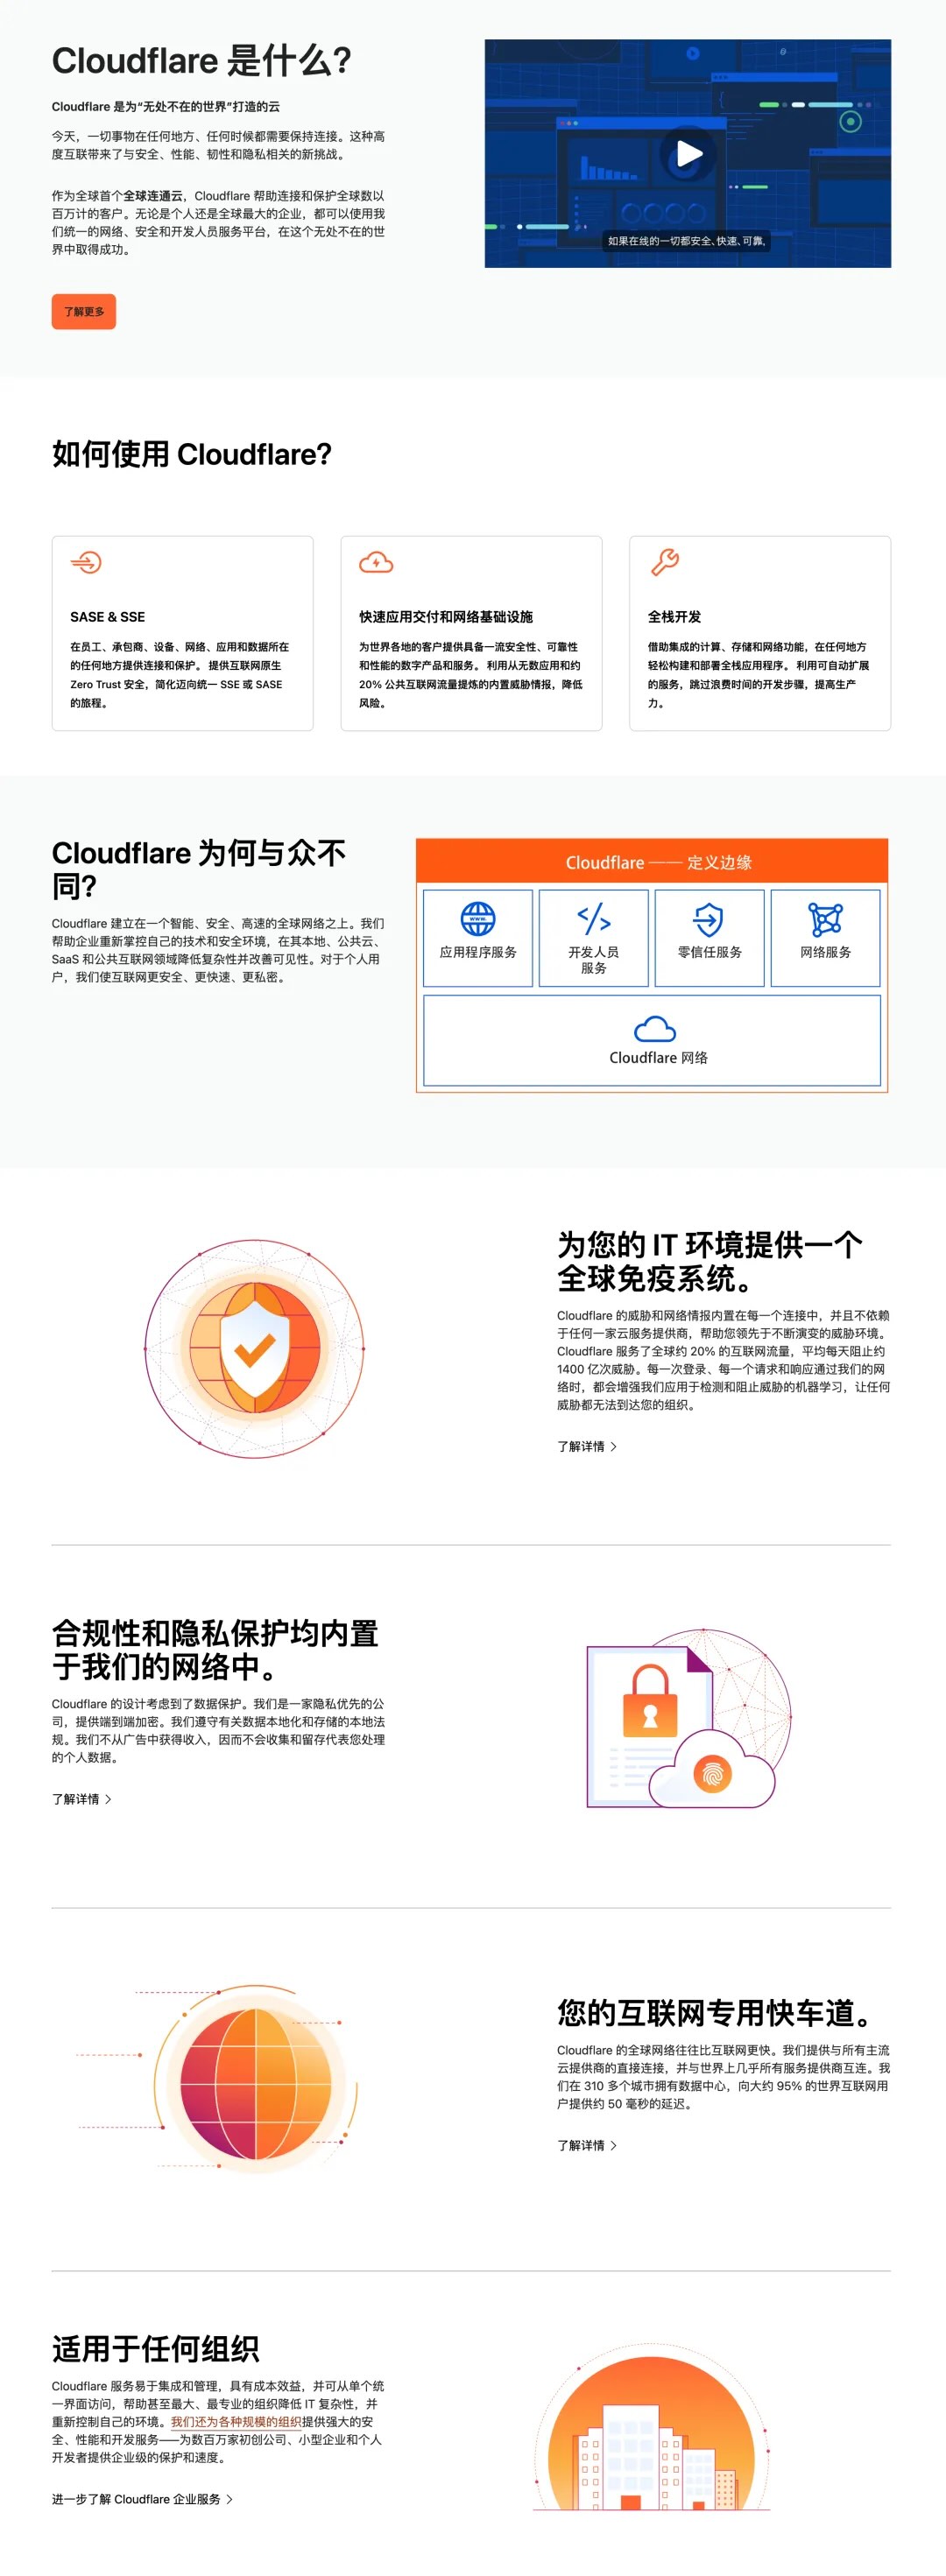 Cloudflare 是什么?
Cloudflare 是为“无处不在的世界”打造的云
今天，一切事物在任何地方、任何时候都需要保持连接。这种高
度互联带来了与安全、性能、韧性和隐私相关的新挑战。
作为全球首个全球连通云，Cloudflare 帮助连接和保护全球数以
百万计的客户。无论是个人还是全球最大的企业，都可以使用我
们统一的网络、安全和开发人员服务平台，在这个无处不在的世
界中取得成功。
了解更多
如果在线的一切都安全、快速、可靠,
如何使用 Cloudflare?
SASE & SSE
在员工、承包商、设备、网络、应用和数据所在
的任何地方提供连接和保护。 提供互联网原生
Zero Trust 安全，简化迈向统一 SSE 或 SASE
的旅程。
快速应用交付和网络基础设施
为世界各地的客户提供具备一流安全性、可靠性
和性能的数字产品和服务。 利用从无数应用和约
20% 公共互联网流量提炼的内置威胁情报，降低
风险。
全栈开发
借助集成的计算、存储和网络功能，在任何地方
轻松构建和部署全栈应用程序。 利用可自动扩展
的服务，跳过浪费时间的开发步骤，提高生产
力。
Cloudflare 为何与众不
同?
Cloudflare 建立在一个智能、安全、高速的全球网络之上。我们
帮助企业重新掌控自己的技术和安全环境，在其本地、公共云、
SaaS 和公共互联网领域降低复杂性并改善可见性。对于个人用
户，我们使互联网更安全、更快速、更私密。
Cloudflare —— 定义边缘
www.
应用程序服务
开发人员
服务
零信任服务
网络服务
Cloudflare 网络
为您的 IT 环境提供一个
全球免疫系统。
Cloudflare 的威胁和网络情报内置在每一个连接中，并且不依赖
于任何一家云服务提供商，帮助您领先于不断演变的威胁环境。
Cloudflare 服务了全球约 20% 的互联网流量，平均每天阻止约
1400 亿次威胁。每一次登录、每一个请求和响应通过我们的网
络时，都会增强我们应用于检测和阻止威胁的机器学习，让任何
威胁都无法到达您的组织。
了解详情 >
合规性和隐私保护均内置
于我们的网络中。
Cloudflare 的设计考虑到了数据保护。我们是一家隐私优先的公
司，提供端到端加密。我们遵守有关数据本地化和存储的本地法
规。我们不从广告中获得收入，因而不会收集和留存代表您处理
的个人数据。
了解详情 >
您的互联网专用快车道。
Cloudflare 的全球网络往往比互联网更快。我们提供与所有主流
云提供商的直接连接，并与世界上几乎所有服务提供商互连。我
们在 310 多个城市拥有数据中心，向大约 95% 的世界互联网用
户提供约 50 毫秒的延迟。
了解详情 >
适用于任何组织
Cloudflare 服务易于集成和管理，具有成本效益，并可从单个统
一界面访问，帮助甚至最大、最专业的组织降低 IT 复杂性，并
重新控制自己的环境。我们还为各种规模的组织提供强大的安
全、性能和开发服务——为数百万家初创公司、小型企业和个人
开发者提供企业级的保护和速度。
进一步了解 Cloudflare 企业服务 >